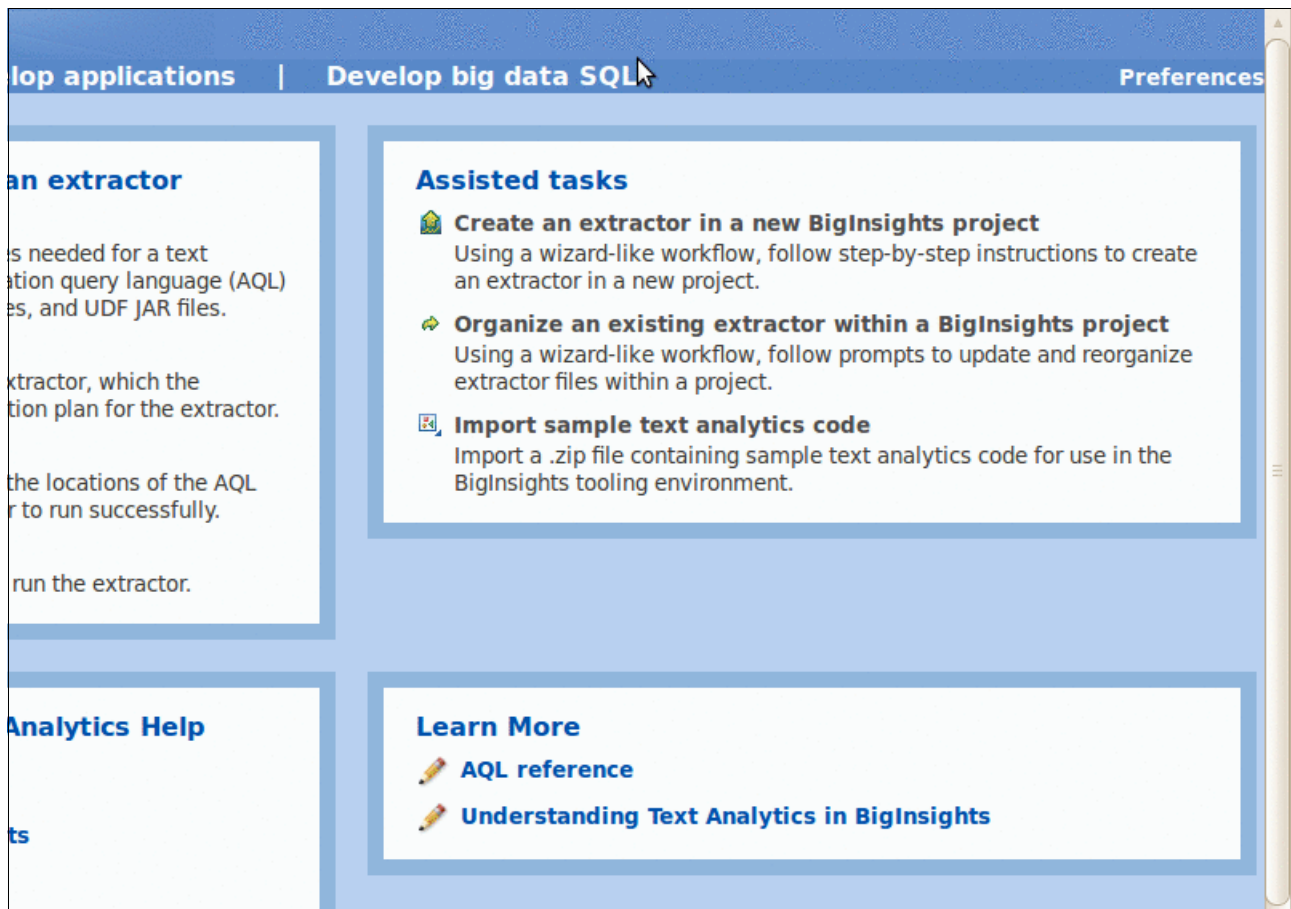 lop applications | Develop big data SQL Preferences
an extractor
es needed for a text
ation query language (AQL)
es, and UDF JAR files.
xtractor, which the
tion plan for the extractor.
the locations of the AQL
r to run successfully.
run the extractor.
Assisted tasks
Create an extractor in a new BigInsights project
Using a wizard-like workflow, follow step-by-step instructions to create
an extractor in a new project.
Organize an existing extractor within a BigInsights project
Using a wizard-like workflow, follow prompts to update and reorganize
extractor files within a project.
Import sample text analytics code
Import a .zip file containing sample text analytics code for use in the
BigInsights tooling environment.
Analytics Help
ts
Learn More
AQL reference
Understanding Text Analytics in BigInsights